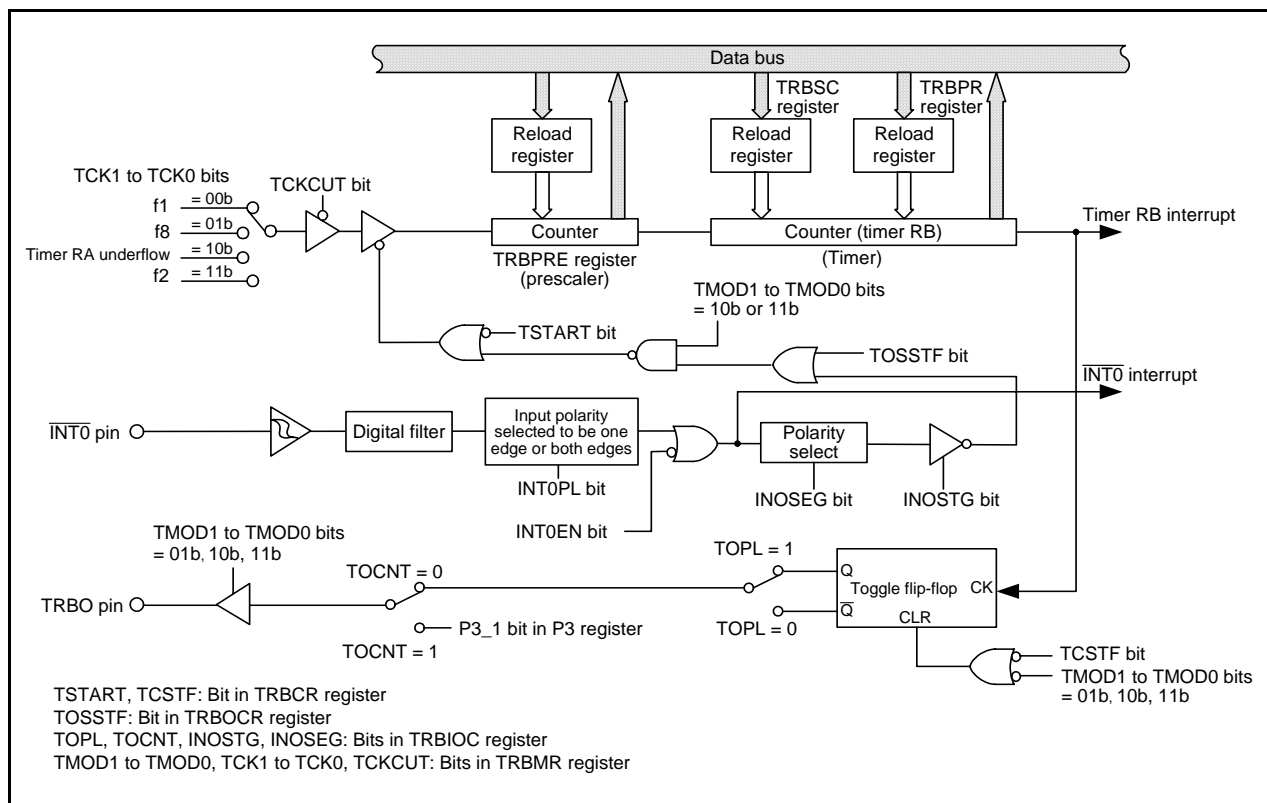 Data bus
TRBSC
register
TRBPR
register
Reload
register
Reload
register
Reload
register
TCK1 to TCK0 bits
TCKCUT bit
f1
= 00b
f8
= 01b
Timer RA underflow
= 10b
f2
= 11b
Counter
TRBPRE register
(prescaler)
Counter (timer RB)
(Timer)
Timer RB interrupt
TMOD1 to TMOD0 bits
= 10b or 11b
TSTART bit
TOSSTF bit
INT0 interrupt
INT0 pin
Digital filter
Input polarity
selected to be one
edge or both edges
Polarity
select
INT0PL bit
INOSEG bit
INOSTG bit
INT0EN bit
TMOD1 to TMOD0 bits
= 01b, 10b, 11b
TOCNT = 0
TOPL = 1
Q
Toggle flip-flop
CK
Q
CLR
TRBO pin
P3_1 bit in P3 register
TOPL = 0
TOCNT = 1
TCSTF bit
TMOD1 to TMOD0 bits
= 01b, 10b, 11b
TSTART, TCSTF: Bit in TRBCR register
TOSSTF: Bit in TRBOCR register
TOPL, TOCNT, INOSTG, INOSEG: Bits in TRBIOC register
TMOD1 to TMOD0, TCK1 to TCK0, TCKCUT: Bits in TRBMR register